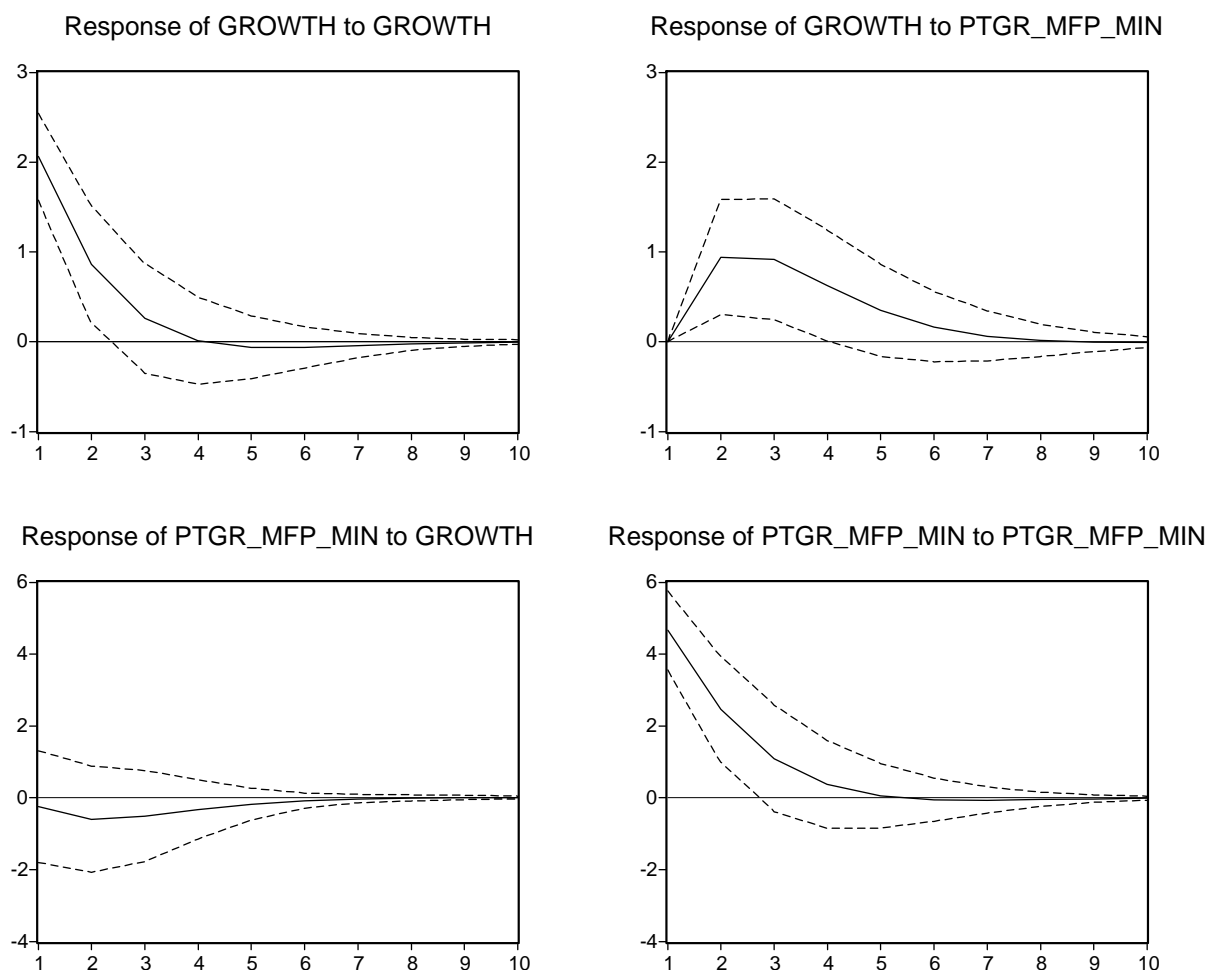 Response of GROWTH to GROWTH
3
2
1
0
-1
1 2 3 4 5 6 7 8 9 10
Response of GROWTH to PTGR_MFP_MIN
3
2
1
0
-1
1 2 3 4 5 6 7 8 9 10
Response of PTGR_MFP_MIN to GROWTH
6
4
2
0
-2
-4
1 2 3 4 5 6 7 8 9 10
Response of PTGR_MFP_MIN to PTGR_MFP_MIN
6
4
2
0
-2
-4
1 2 3 4 5 6 7 8 9 10